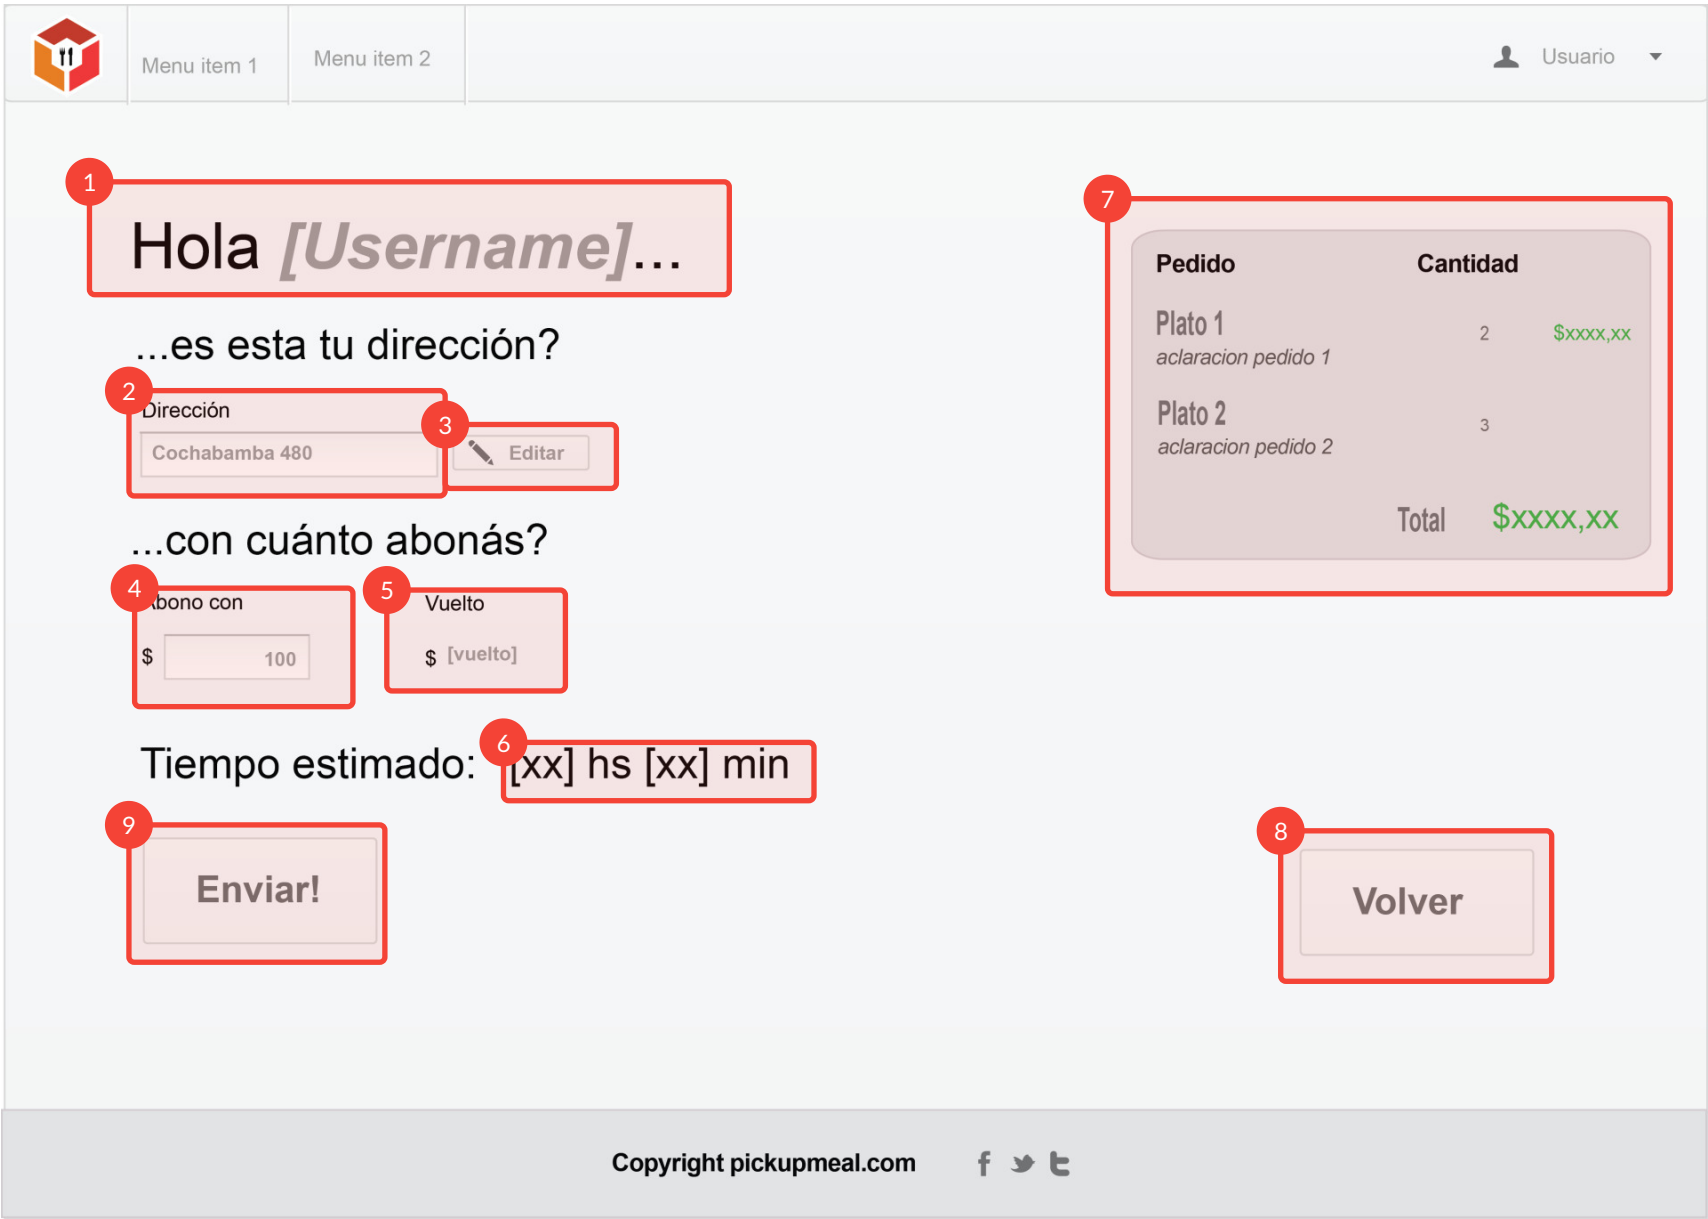 Menu item 1
Menu item 2
Usuario
1
Hola [Username]...
...es esta tu dirección?
2
Dirección
Cochabamba 480
3
Editar
...con cuánto abonás?
4
Abono con
$ 100
5
Vuelto
$ [vuelto]
Tiempo estimado:
6
[xx] hs [xx] min
9
Enviar!
7
Pedido Cantidad
Plato 1 2 $xxxx,xx
aclaracion pedido 1
Plato 2 3
aclaracion pedido 2
Total $xxxx,xx
8
Volver
Copyright pickupmeal.com